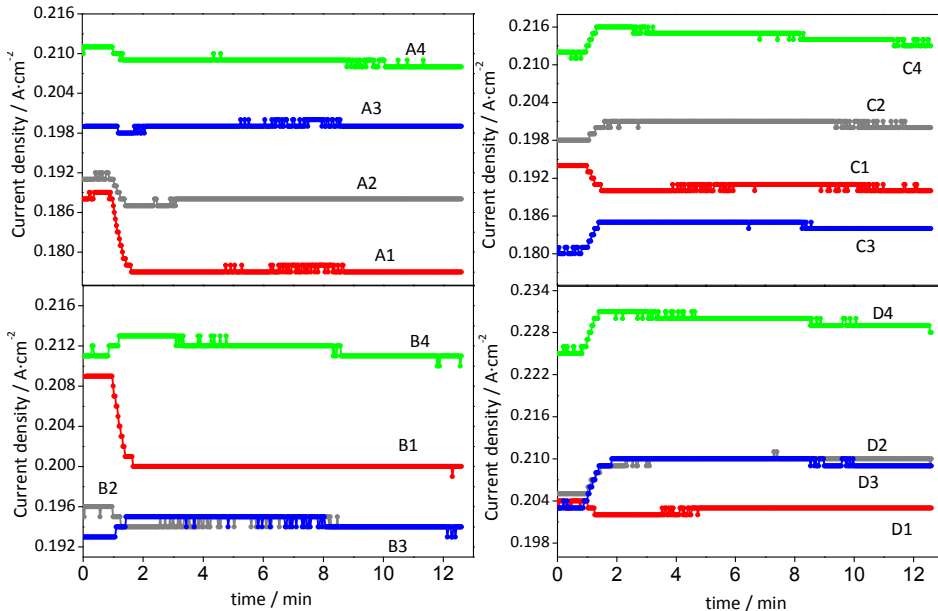 Current density / A·cm⁻²
0.216
0.210
0.204
0.198
0.192
0.186
0.180
A4
A3
A2
A1
Current density / A·cm⁻²
0.216
0.210
0.204
0.198
0.192
0.186
0.180
C4
C2
C1
C3
Current density / A·cm⁻²
0.216
0.212
0.208
0.204
0.200
0.196
0.192
B4
B1
B2
B3
0 2 4 6 8 10 12
time / min
Current density / A·cm⁻²
0.234
0.228
0.222
0.216
0.210
0.204
0.198
D4
D2
D3
D1
0 2 4 6 8 10 12
time / min